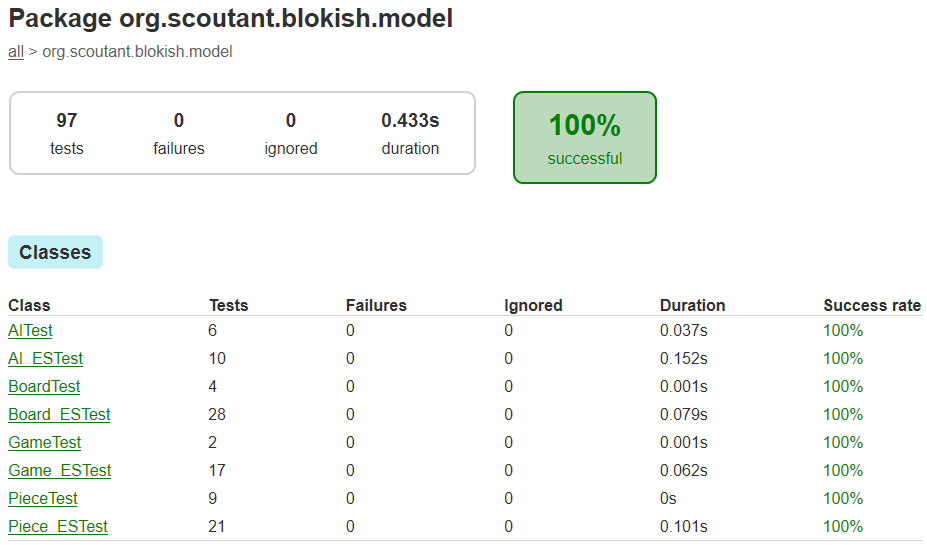 Package org.scoutant.blokish.model
all > org.scoutant.blokish.model
97 0 0 0.433s
tests failures ignored duration
100%
successful
Classes
Class Tests Failures Ignored Duration Success rate
AITest 6 0 0 0.037s 100%
AI_ESTest 10 0 0 0.152s 100%
BoardTest 4 0 0 0.001s 100%
Board_ESTest 28 0 0 0.079s 100%
GameTest 2 0 0 0.001s 100%
Game_ESTest 17 0 0 0.062s 100%
PieceTest 9 0 0 0s 100%
Piece_ESTest 21 0 0 0.101s 100%